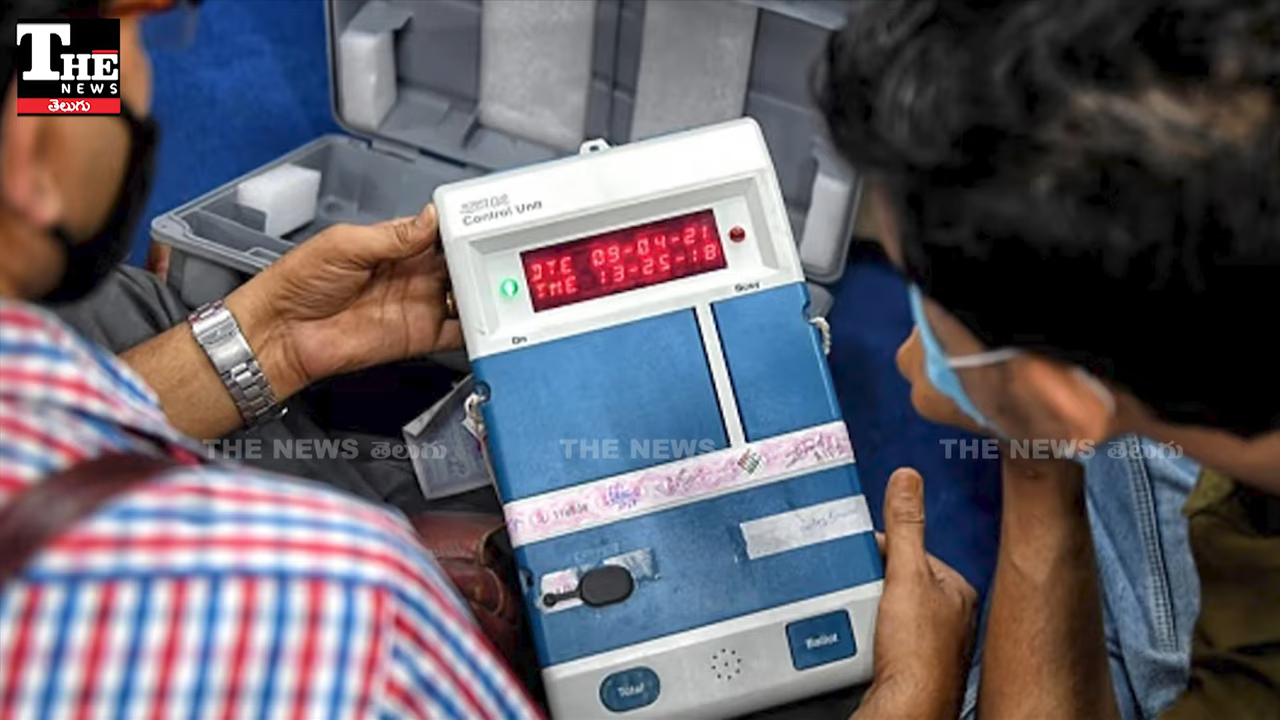 THE
NEWS
తెలుగు
Control Unit
DTE 09-04-21
TME 13-25-18
On
Busy
THE NEWS తెలుగు THE NEWS THE NEWS తెలుగు
Total
Ballot